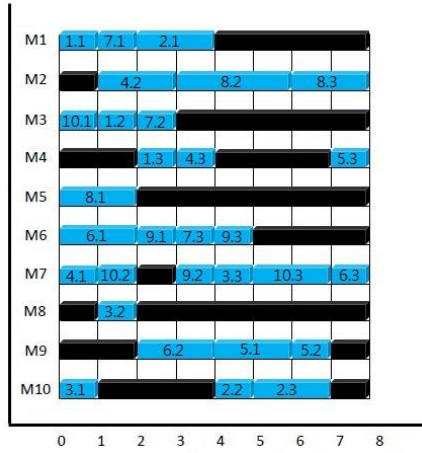 M1 1.1 7.1 2.1
M2 4.2 8.2 8.3
M3 10.1 1.2 7.2
M4 1.3 4.3 5.3
M5 8.1
M6 6.1 9.1 7.3 9.3
M7 4.1 10.2 9.2 3.3 10.3 6.3
M8 3.2
M9 6.2 5.1 5.2
M10 3.1 2.2 2.3
0 1 2 3 4 5 6 7 8